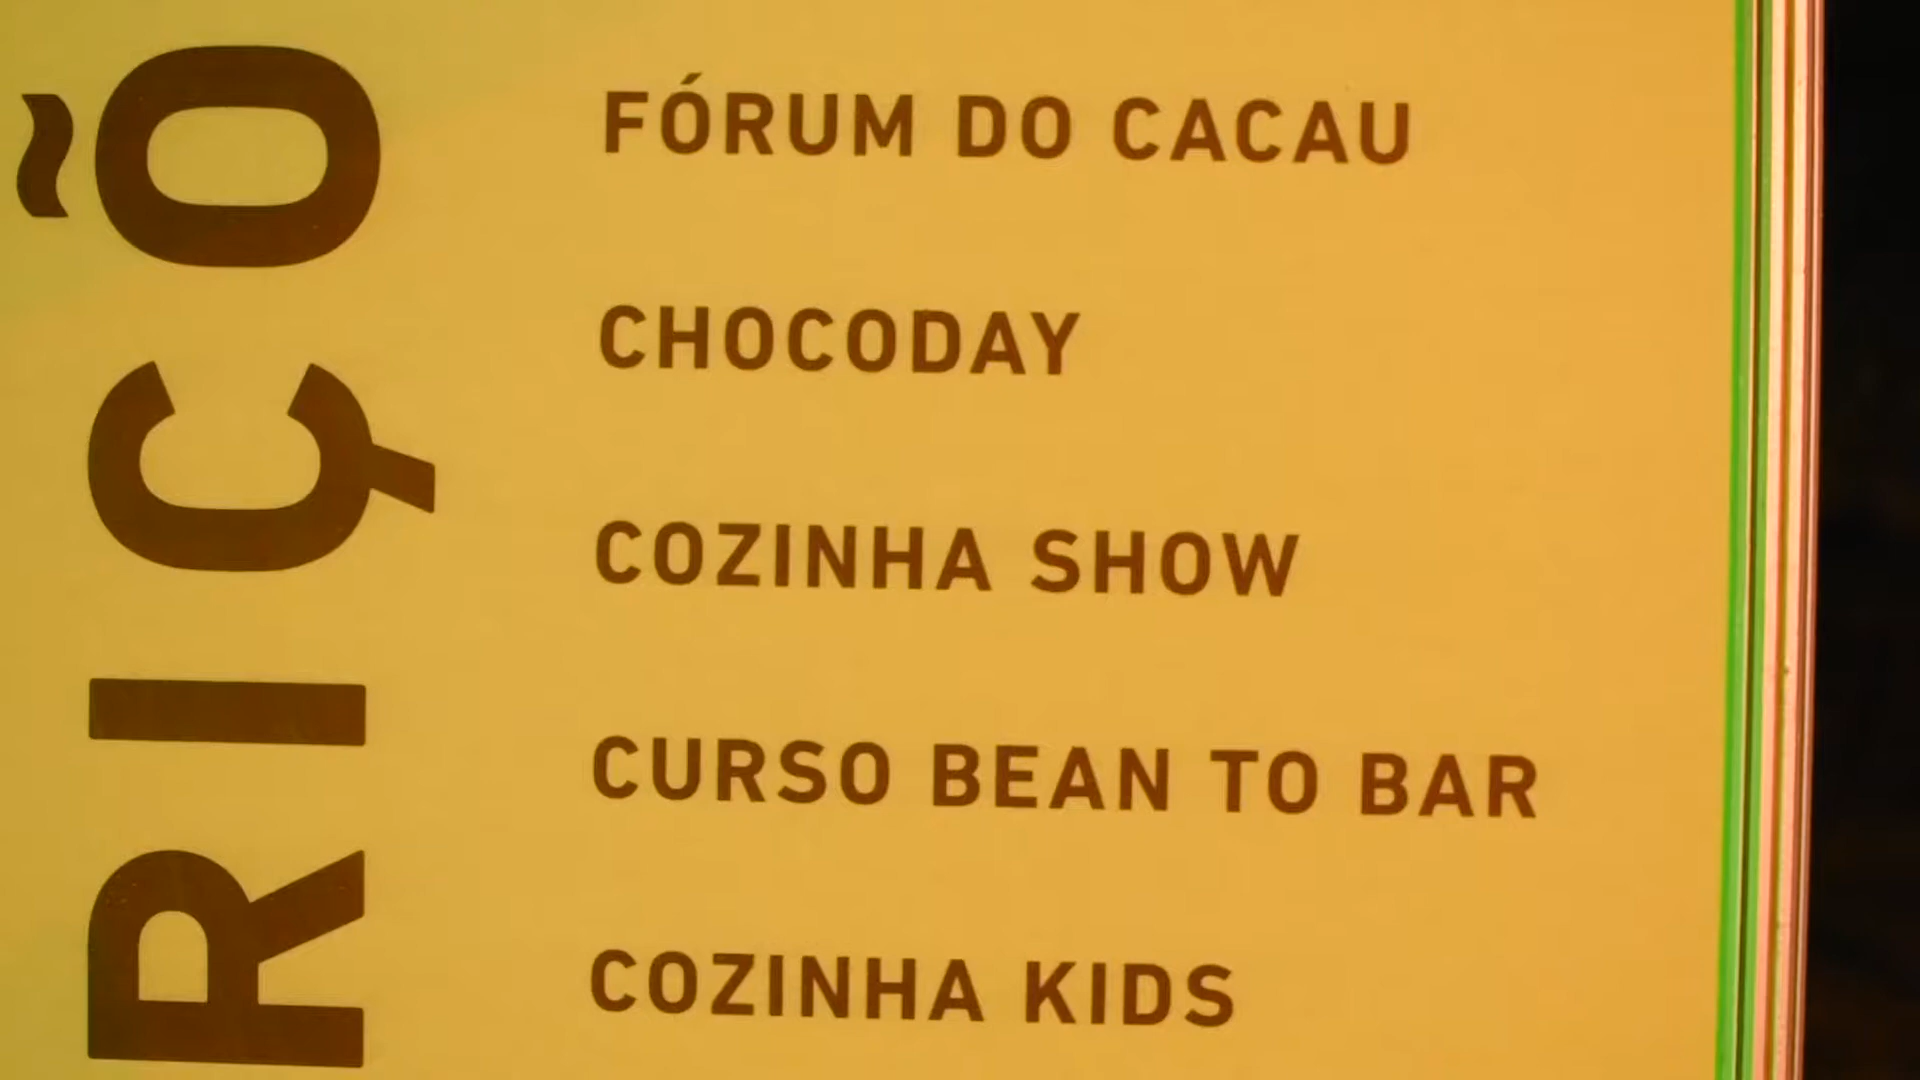 RIÇÕ
FÓRUM DO CACAU
CHOCODAY
COZINHA SHOW
CURSO BEAN TO BAR
COZINHA KIDS